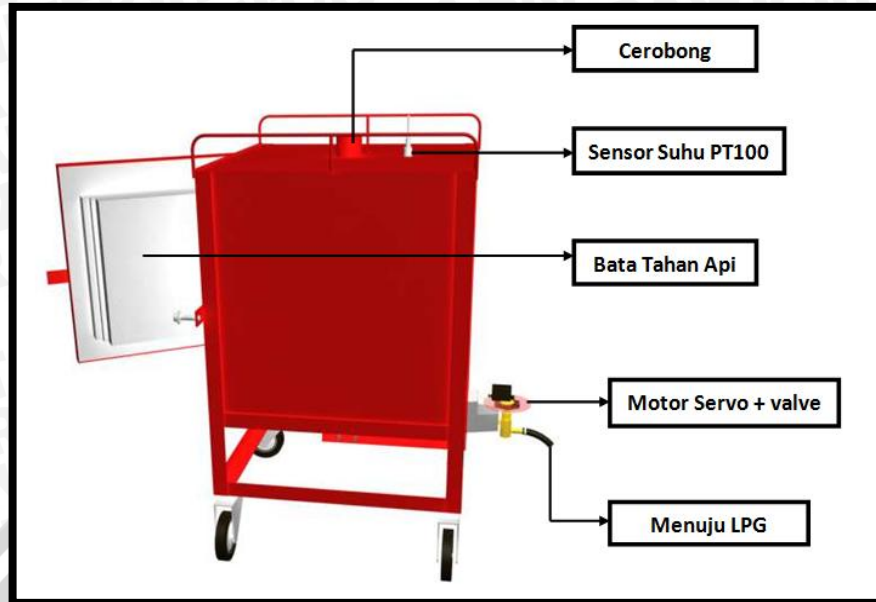 Cerobong
Sensor Suhu PT100
Bata Tahan Api
Motor Servo + valve
Menuju LPG